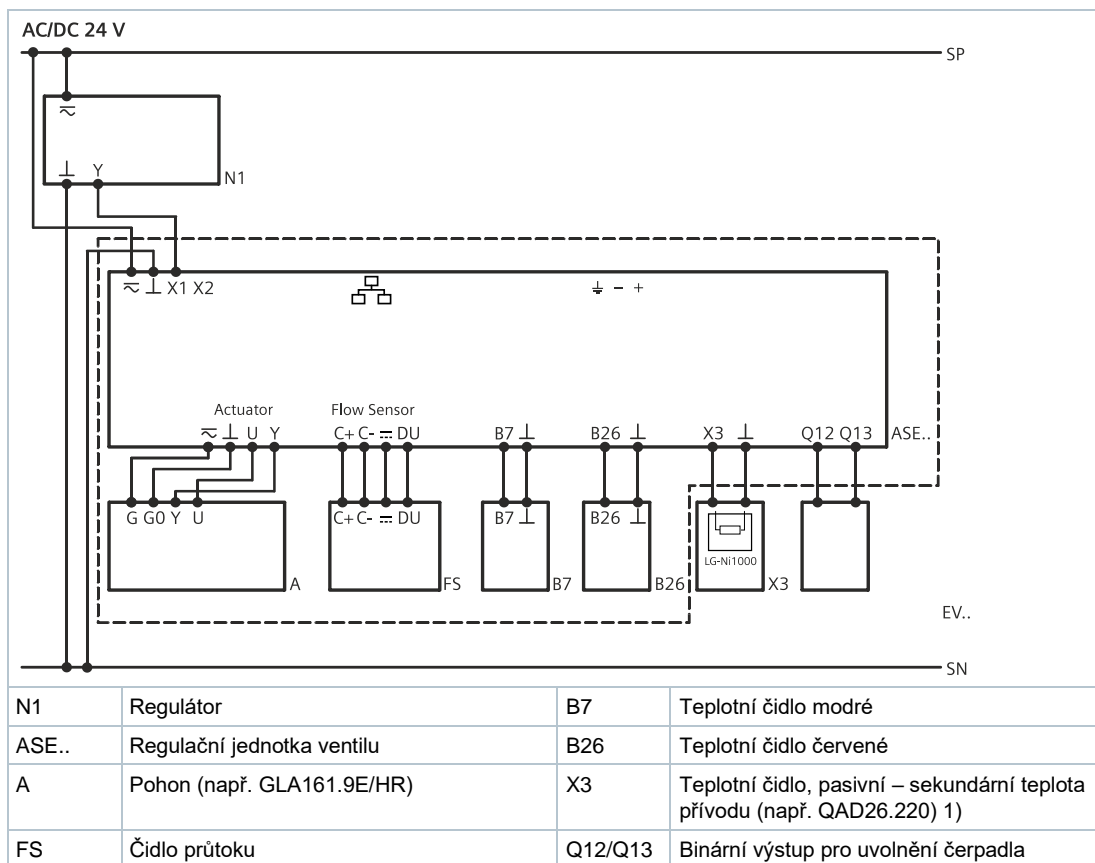 AC/DC 24 V
SP
⊥ Y
N1
⊥ X1 X2
⏚ - +
Actuator
Flow Sensor
⊥ U Y
C+ C- ⎓ DU
B7 ⊥
B26 ⊥
X3 ⊥
Q12 Q13
ASE..
G G0 Y U
A
C+ C- ⎓ DU
FS
B7 ⊥
B7
B26 ⊥
B26
LG-Ni1000
X3
EV..
SN
N1 Regulátor B7 Teplotní čidlo modré
ASE.. Regulační jednotka ventilu B26 Teplotní čidlo červené
A Pohon (např. GLA161.9E/HR) X3 Teplotní čidlo, pasivní – sekundární teplota
přívodu (např. QAD26.220) 1)
FS Čidlo průtoku Q12/Q13 Binární výstup pro uvolnění čerpadla